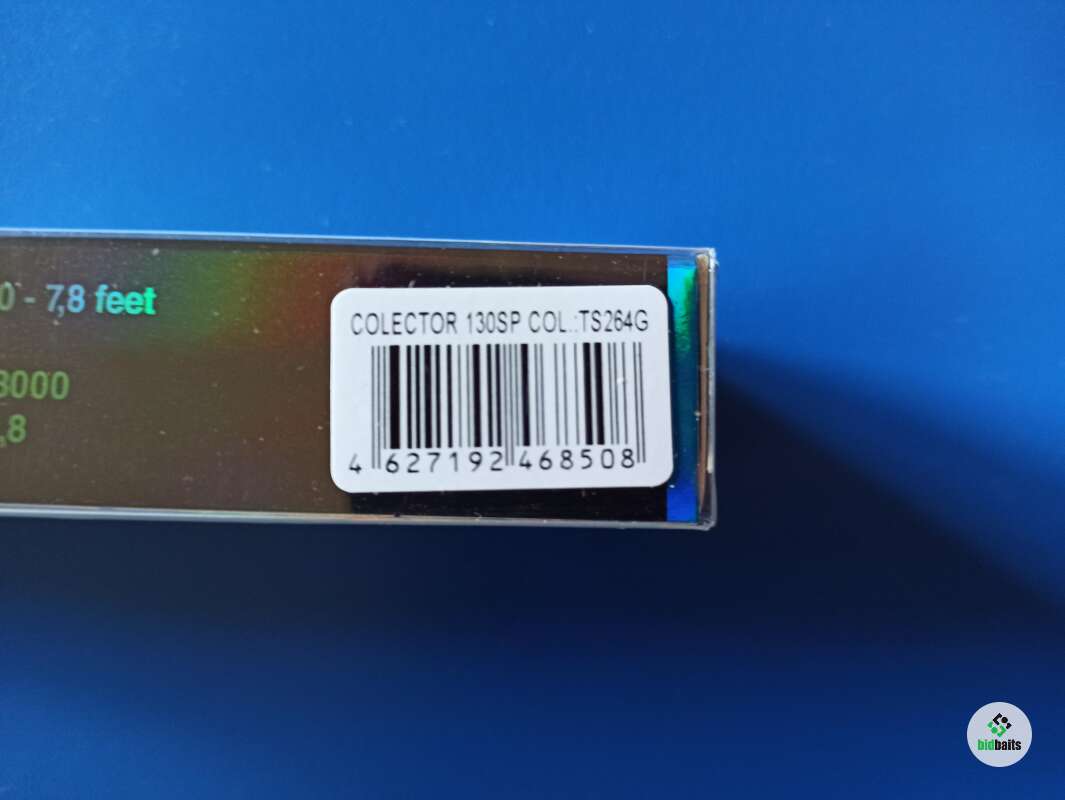 0 - 7,8 feet
COLECTOR 130SP COL.:TS264G
3000
,8
4 627192 468508
bidbaits